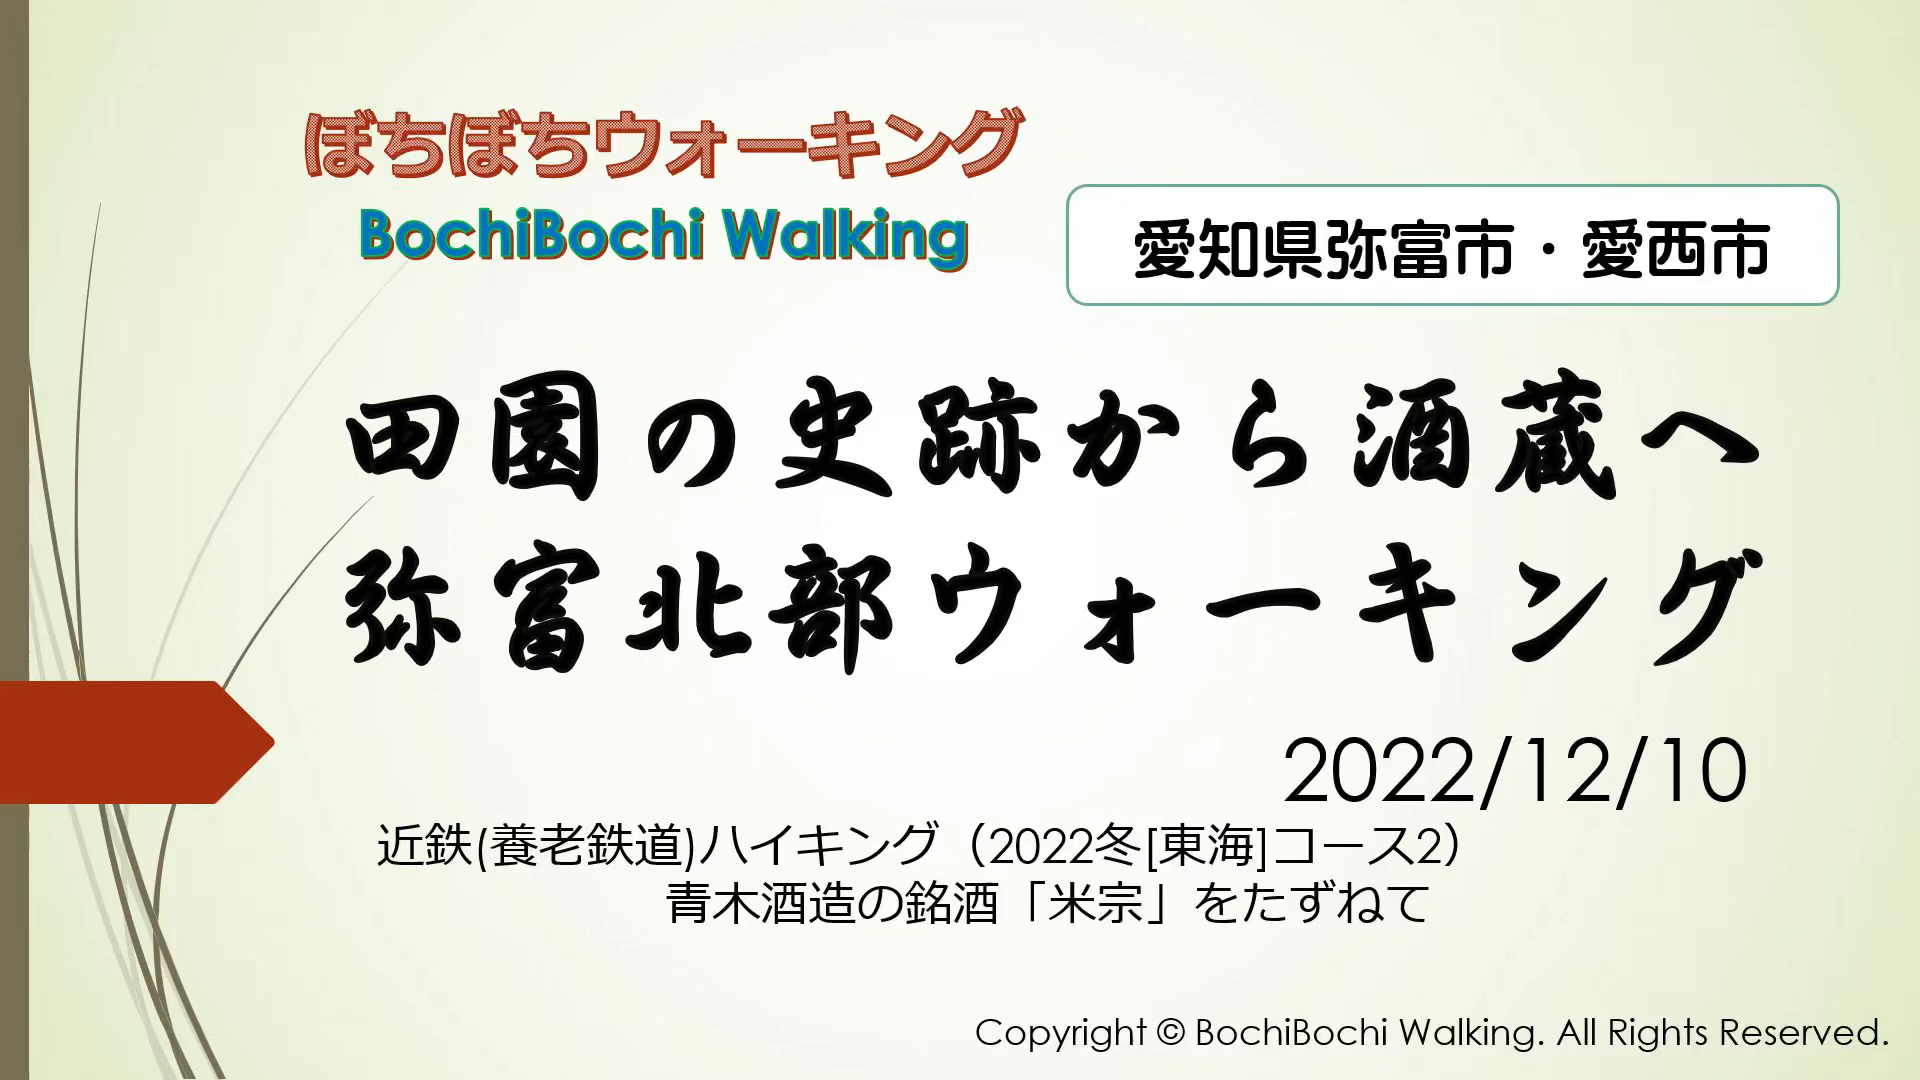 ぼちぼちウォーキング
BochiBochi Walking
愛知県弥富市・愛西市
田園の史跡から酒蔵へ
弥富北部ウォーキング
2022/12/10
近鉄(養老鉄道)ハイキング（2022冬[東海]コース2）
青木酒造の銘酒「米宗」をたずねて
Copyright © BochiBochi Walking. All Rights Reserved.